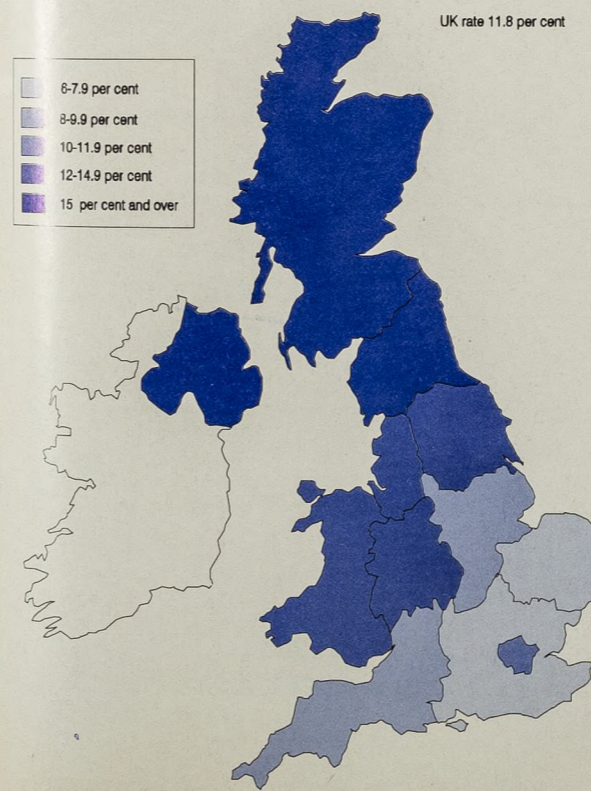 UK rate 11.8 per cent
6-7.9 per cent
8-9.9 per cent
10-11.9 per cent
12-14.9 per cent
15 per cent and over